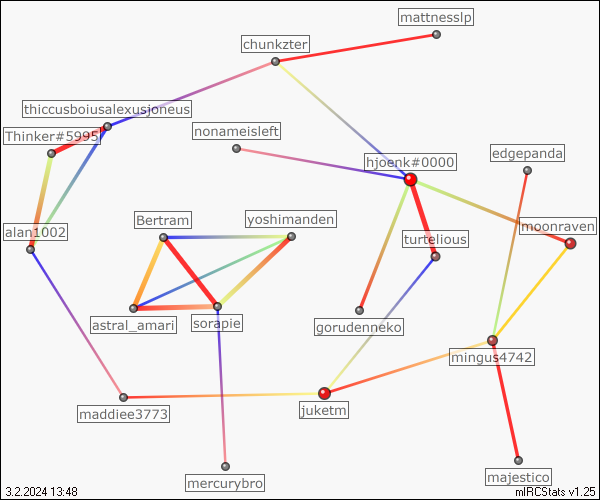 mattnesslp
chunkzter
thiccusboiusalexusjoneus
nonameisleft
Thinker#5995
edgepanda
hjoenk#0000
Bertram
yoshimanden
moonraven
alan1002
turtelious
astral_amari
sorapie
gorudenneko
mingus4742
maddiee3773
juketm
mercurybro
majestico
3.2.2024 13:48
mIRCStats v1.25